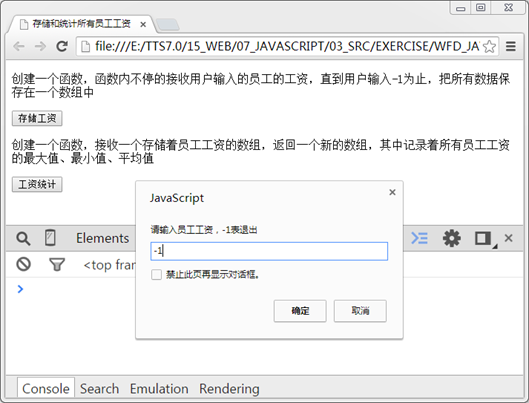 存储和统计所有员工工资
file:///E:/TTS7.0/15_WEB/07_JAVASCRIPT/03_SRC/EXERCISE/WFD_JA
创建一个函数，函数内不停的接收用户输入的员工的工资，直到用户输入-1为止，把所有数据保
存在一个数组中
存储工资
创建一个函数，接收一个存储着员工工资的数组，返回一个新的数组，其中记录着所有员工工资
的最大值、最小值、平均值
工资统计
JavaScript
请输入员工工资，-1表退出
-1
禁止此页再显示对话框。
确定 取消
Elements
<top fram
Console Search Emulation Rendering